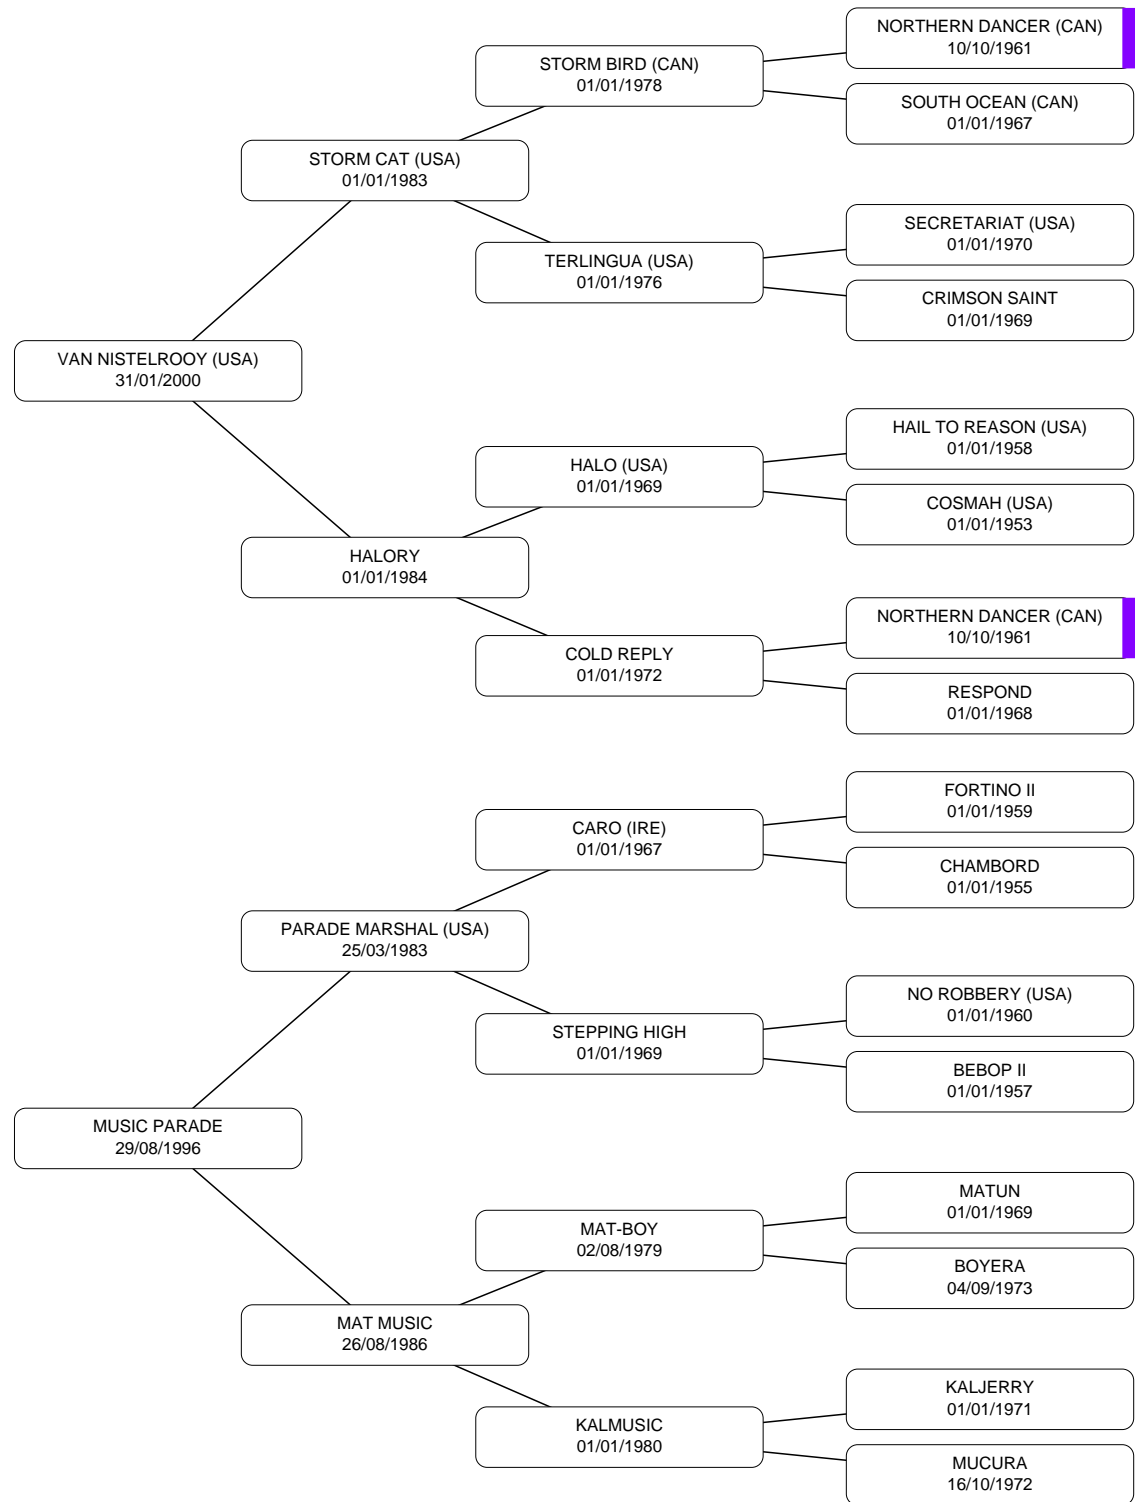 NORTHERN DANCER (CAN)
10/10/1961
STORM BIRD (CAN)
01/01/1978
SOUTH OCEAN (CAN)
01/01/1967
STORM CAT (USA)
01/01/1983
SECRETARIAT (USA)
01/01/1970
TERLINGUA (USA)
01/01/1976
CRIMSON SAINT
01/01/1969
VAN NISTELROOY (USA)
31/01/2000
HAIL TO REASON (USA)
01/01/1958
HALO (USA)
01/01/1969
COSMAH (USA)
01/01/1953
HALORY
01/01/1984
NORTHERN DANCER (CAN)
10/10/1961
COLD REPLY
01/01/1972
RESPOND
01/01/1968
FORTINO II
01/01/1959
CARO (IRE)
01/01/1967
CHAMBORD
01/01/1955
PARADE MARSHAL (USA)
25/03/1983
NO ROBBERY (USA)
01/01/1960
STEPPING HIGH
01/01/1969
BEBOP II
01/01/1957
MUSIC PARADE
29/08/1996
MATUN
01/01/1969
MAT-BOY
02/08/1979
BOYERA
04/09/1973
MAT MUSIC
26/08/1986
KALJERRY
01/01/1971
KALMUSIC
01/01/1980
MUCURA
16/10/1972